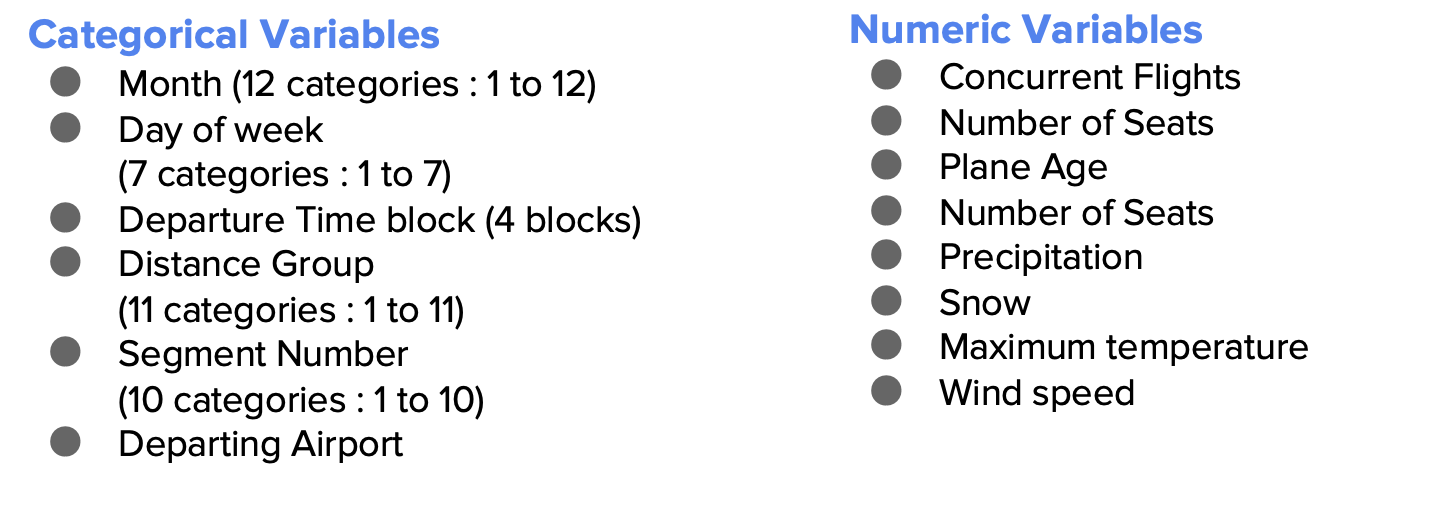 Categorical Variables
Month (12 categories : 1 to 12)
Day of week
(7 categories : 1 to 7)
Departure Time block (4 blocks)
Distance Group
(11 categories : 1 to 11)
Segment Number
(10 categories : 1 to 10)
Departing Airport
Numeric Variables
Concurrent Flights
Number of Seats
Plane Age
Number of Seats
Precipitation
Snow
Maximum temperature
Wind speed